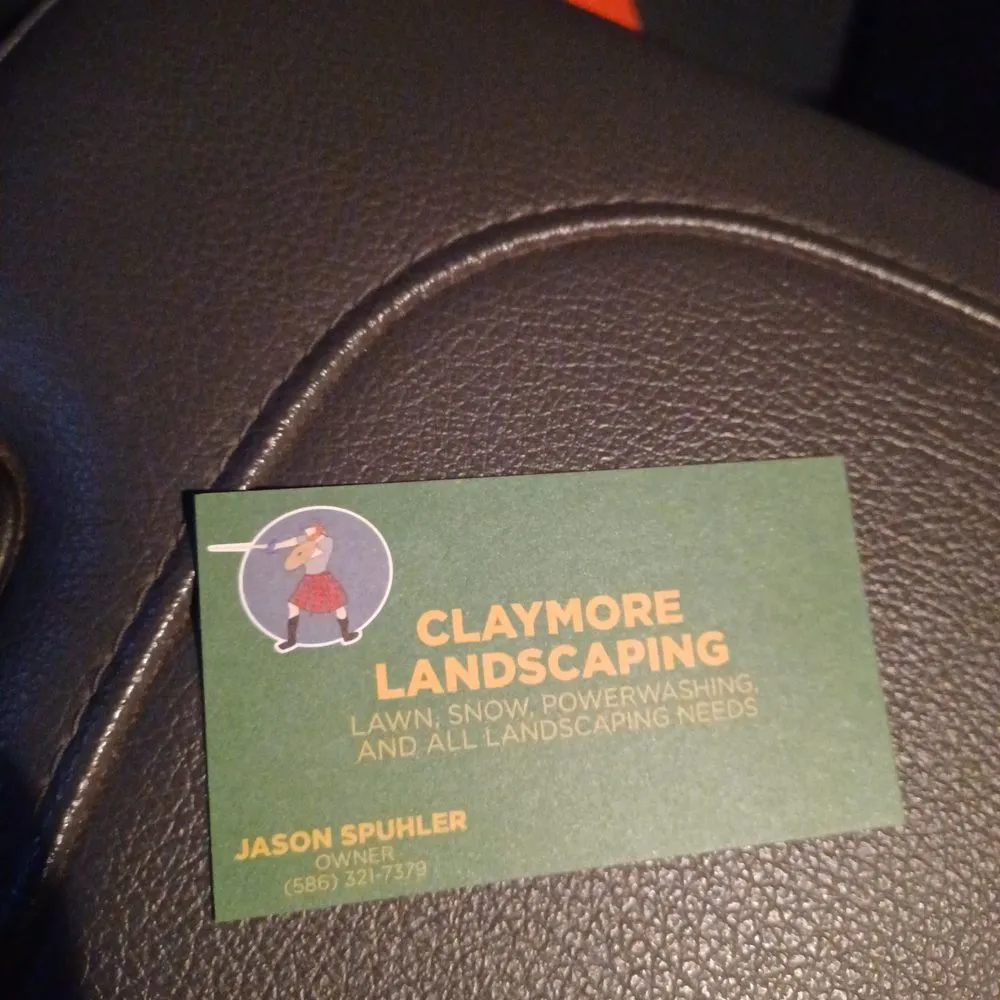 CLAYMORE
LANDSCAPING
LAWN, SNOW, POWERWASHING,
AND ALL LANDSCAPING NEEDS
JASON SPUHLER
OWNER
(586) 321-7379